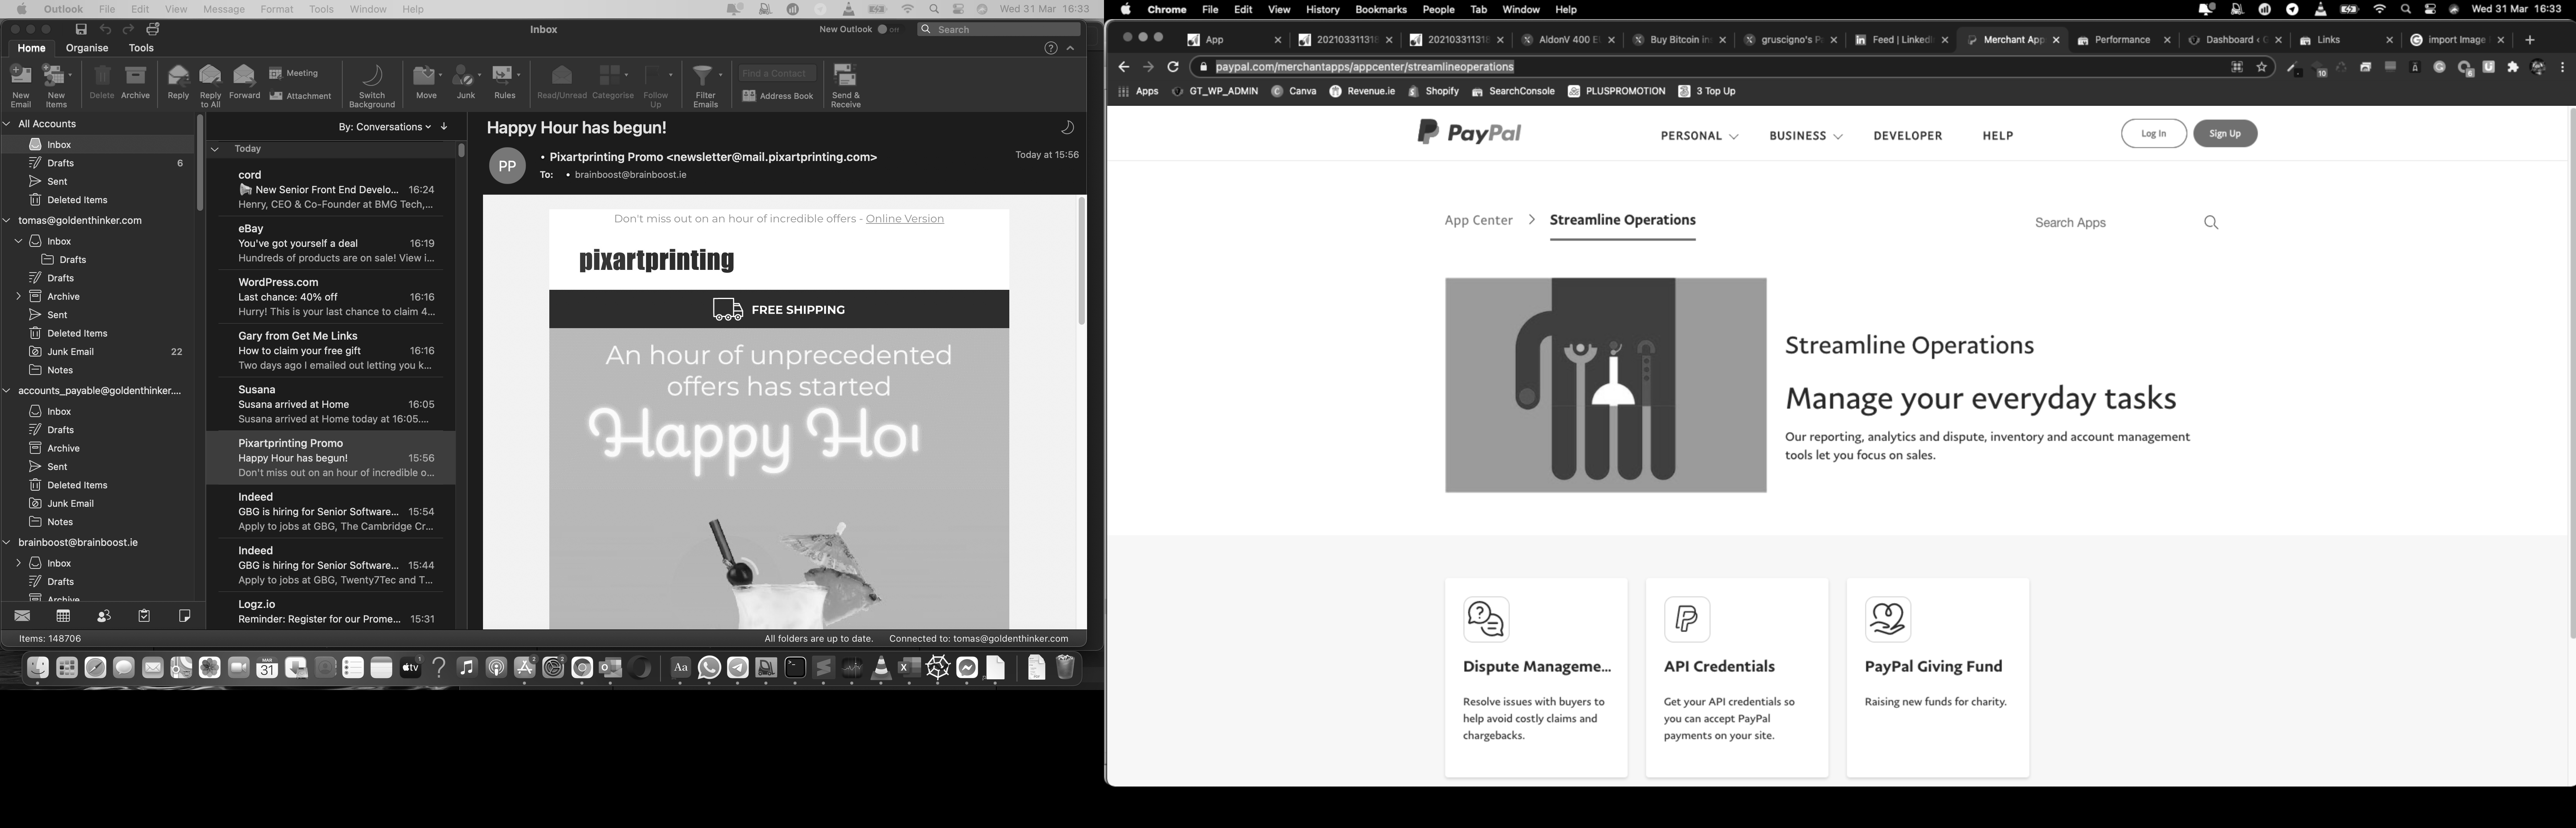 Outlook File Edit View Message Format Tools Window Help Wed 31 Mar 16:33
Inbox New Outlook Off Search
Home Organise Tools
New Email
New Items
Delete
Archive
Reply
Reply to All
Forward
Meeting
Attachment
Switch Background
Move
Junk
Rules
Read/Unread
Categorise
Follow Up
Filter Emails
Find a Contact
Address Book
Send & Receive
All Accounts
Inbox
Drafts 6
Sent
Deleted Items
tomas@goldenthinker.com
Inbox
Drafts
Drafts
Archive
Sent
Deleted Items
Junk Email 22
Notes
accounts_payable@goldenthinker....
Inbox
Drafts
Archive
Sent
Deleted Items
Junk Email
Notes
brainboost@brainboost.ie
Inbox
Drafts
Archive
By: Conversations
Today
cord
New Senior Front End Develo... 16:24
Henry, CEO & Co-Founder at BMG Tech,...
eBay
You've got yourself a deal 16:19
Hundreds of products are on sale! View i...
WordPress.com
Last chance: 40% off 16:16
Hurry! This is your last chance to claim 4...
Gary from Get Me Links
How to claim your free gift 16:16
Two days ago I emailed out letting you k...
Susana
Susana arrived at Home 16:05
Susana arrived at Home today at 16:05....
Pixartprinting Promo
Happy Hour has begun! 15:56
Don't miss out on an hour of incredible o...
Indeed
GBG is hiring for Senior Software... 15:54
Apply to jobs at GBG, The Cambridge Cr...
Indeed
GBG is hiring for Senior Software... 15:44
Apply to jobs at GBG, Twenty7Tec and T...
Logz.io
Reminder: Register for our Prome... 15:31
Happy Hour has begun!
PP
Pixartprinting Promo <newsletter@mail.pixartprinting.com> Today at 15:56
To: brainboost@brainboost.ie
Don't miss out on an hour of incredible offers - Online Version
pixartprinting
FREE SHIPPING
An hour of unprecedented
offers has started
Happy Hou
Items: 148706 All folders are up to date. Connected to: tomas@goldenthinker.com
MAR 31
tv
Aa
Chrome File Edit View History Bookmarks People Tab Window Help Wed 31 Mar 16:33
App 202103311318 202103311318 AldonV 400 E Buy Bitcoin in gruscigno's P Feed | LinkedI Merchant App Performance Dashboard ‹ G Links import Image
paypal.com/merchantapps/appcenter/streamlineoperations
Apps GT_WP_ADMIN Canva Revenue.ie Shopify SearchConsole PLUSPROMOTION 3 Top Up
PayPal PERSONAL BUSINESS DEVELOPER HELP Log In Sign Up
App Center > Streamline Operations Search Apps
Streamline Operations
Manage your everyday tasks
Our reporting, analytics and dispute, inventory and account management
tools let you focus on sales.
Dispute Manageme...
Resolve issues with buyers to
help avoid costly claims and
chargebacks.
API Credentials
Get your API credentials so
you can accept PayPal
payments on your site.
PayPal Giving Fund
Raising new funds for charity.